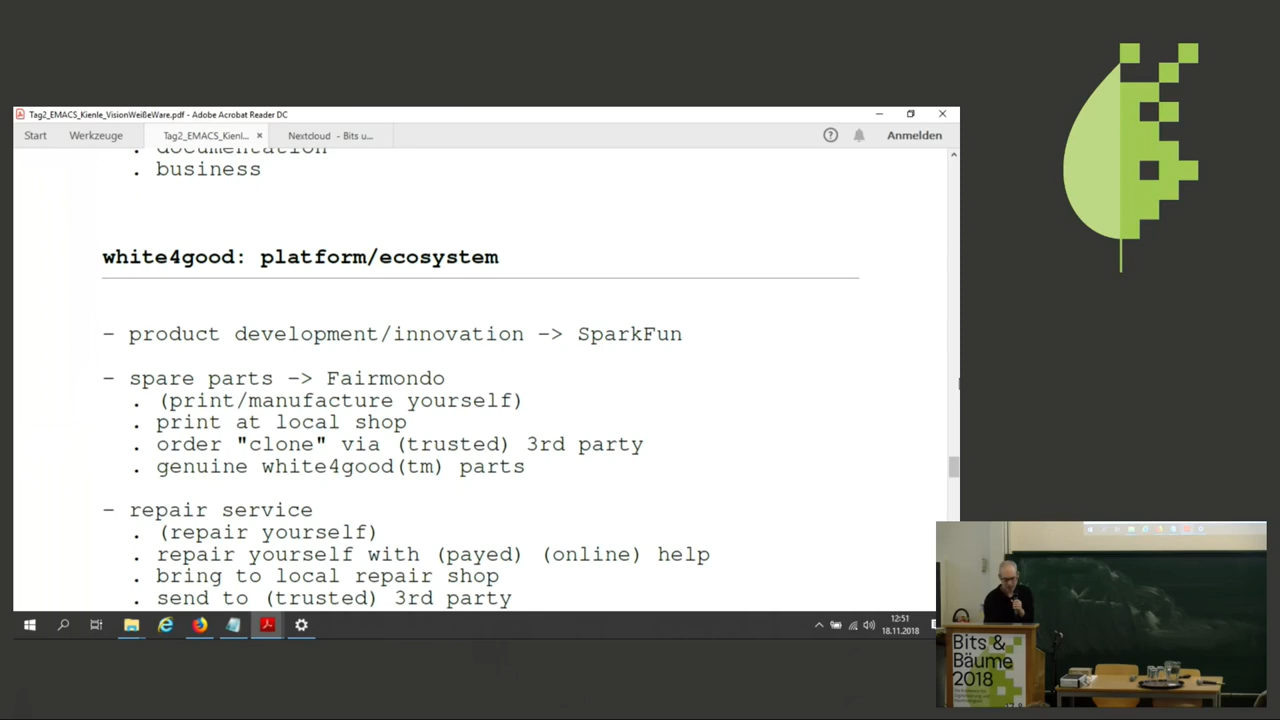 Tag2_EMACS_Kienle_VisionWeißeWare.pdf - Adobe Acrobat Reader DC
Start Werkzeuge Tag2_EMACS_Kienl... × Nextcloud - Bits u... ? Anmelden
. documentation
. business
white4good: platform/ecosystem
- product development/innovation -> SparkFun
- spare parts -> Fairmondo
. (print/manufacture yourself)
. print at local shop
. order "clone" via (trusted) 3rd party
. genuine white4good(tm) parts
- repair service
. (repair yourself)
. repair yourself with (payed) (online) help
. bring to local repair shop
. send to (trusted) 3rd party
12:51
18.11.2018
Bits &
Bäume
2018